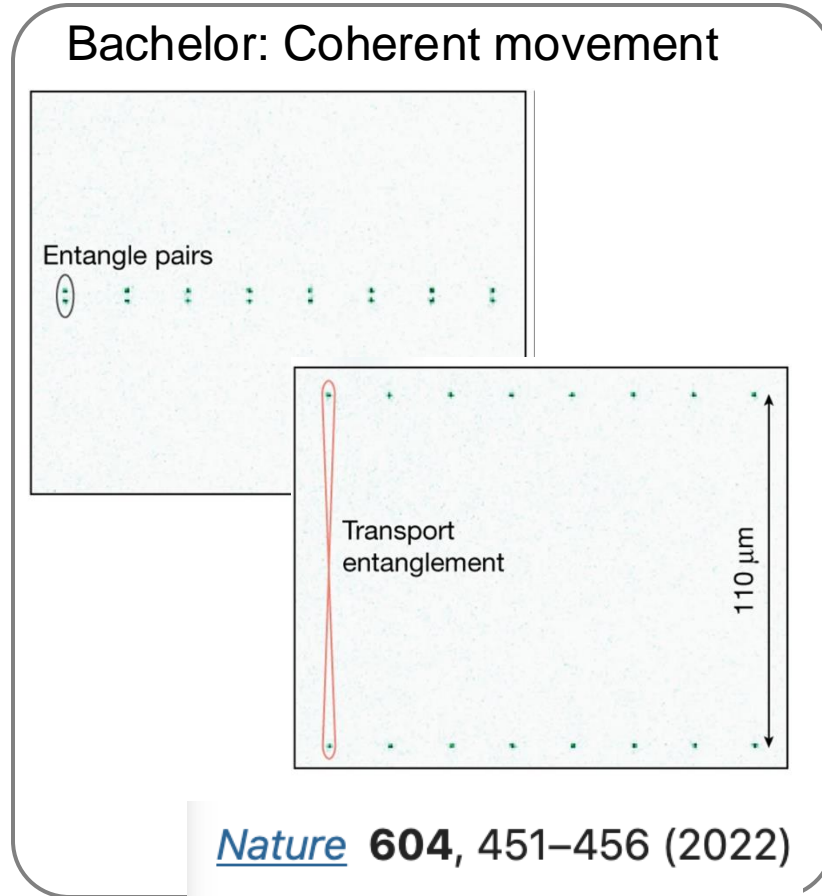 Bachelor: Coherent movement
Entangle pairs
Transport
entanglement
110 μm
Nature 604, 451–456 (2022)